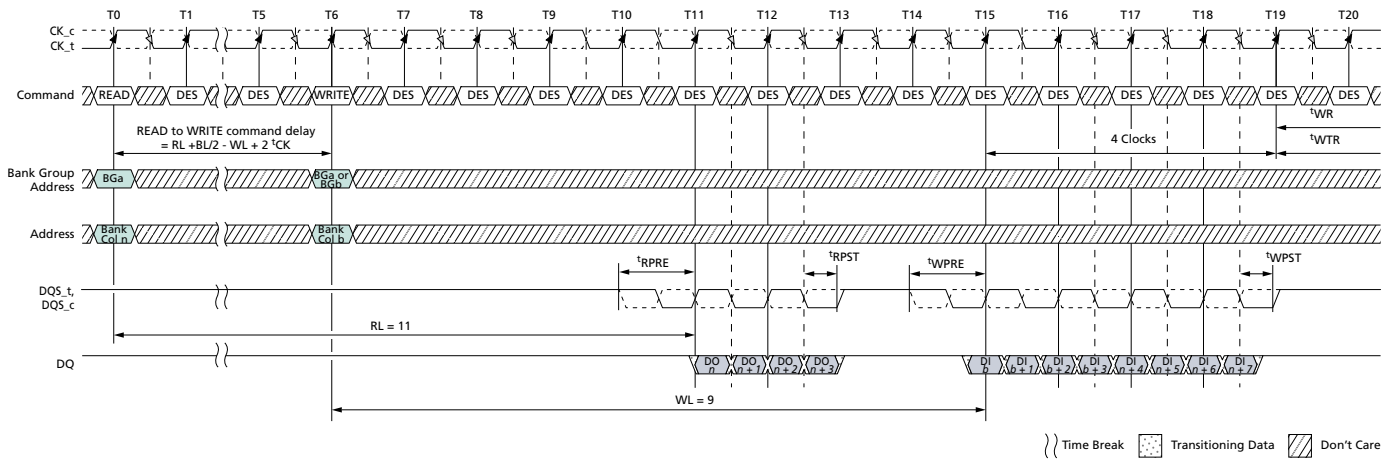 T0 T1 T5 T6 T7 T8 T9 T10 T11 T12 T13 T14 T15 T16 T17 T18 T19 T20
CK_c
CK_t
Command READ DES DES WRITE DES DES DES DES DES DES DES DES DES DES DES DES DES DES
READ to WRITE command delay
= RL +BL/2 - WL + 2 tCK
4 Clocks
tWR
tWTR
Bank Group
Address
BGa
BGa or
BGb
Address
Bank
Col n
Bank
Col b
tRPRE
tRPST
tWPRE
tWPST
DQS_t,
DQS_c
RL = 11
DQ
DO DO DO DO DI DI DI DI DI DI DI DI
n n + 1 n + 2 n + 3 b b + 1 b + 2 b + 3 n + 4 n + 5 n + 6 n + 7
WL = 9
Time Break Transitioning Data Don't Care